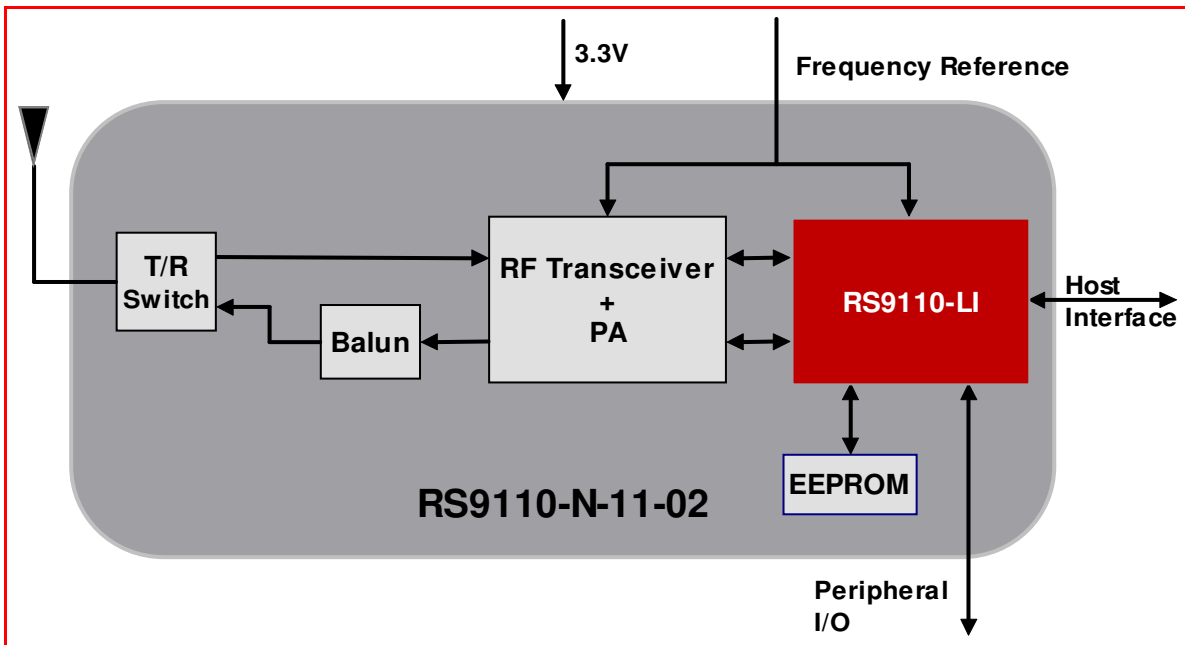 3.3V
Frequency Reference
T/R
Switch
RF Transceiver
+
PA
Balun
RS9110-LI
Host
Interface
EEPROM
RS9110-N-11-02
Peripheral
I/O